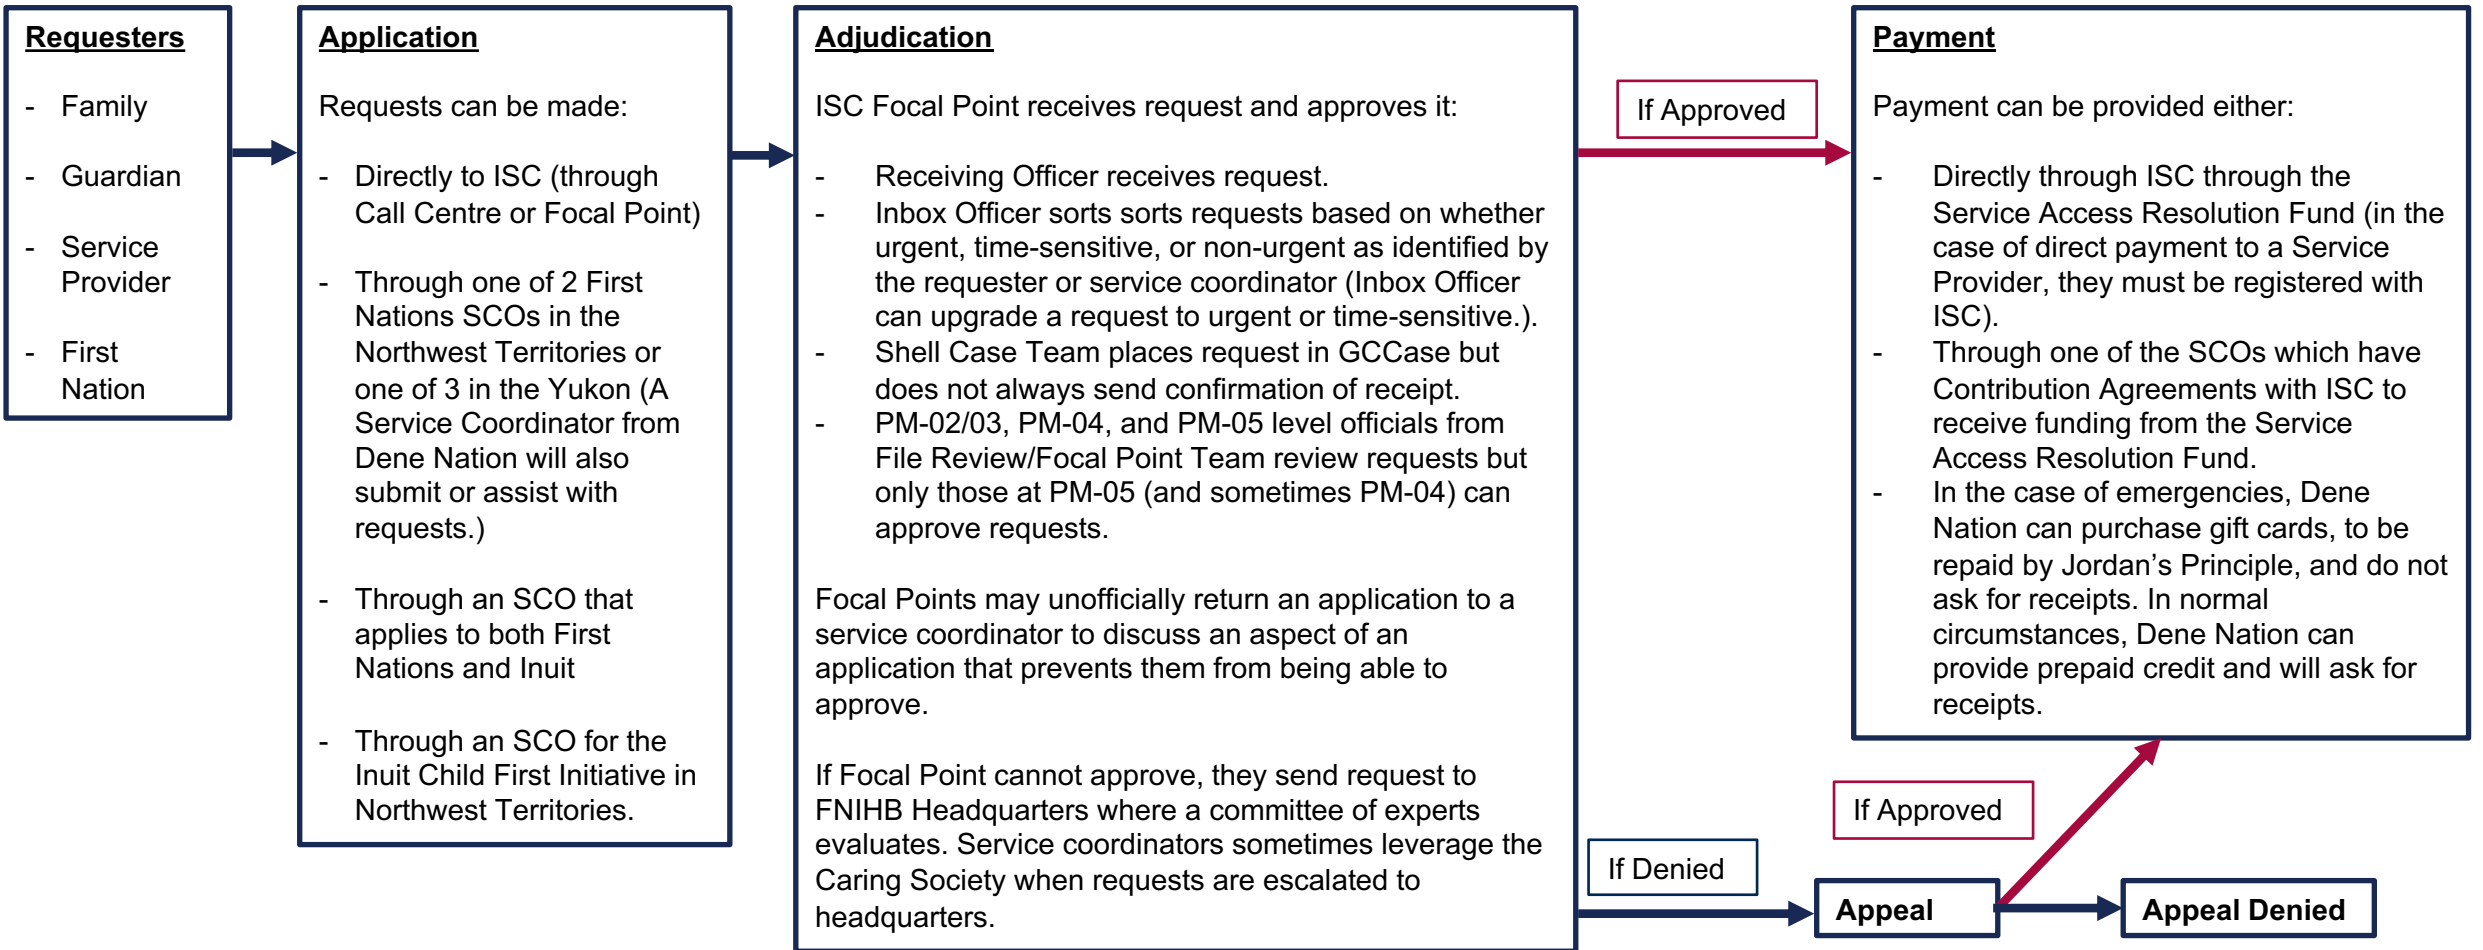 Requesters
- Family
- Guardian
- Service
Provider
- First
Nation
Application
Requests can be made:
- Directly to ISC (through
Call Centre or Focal Point)
- Through one of 2 First
Nations SCOs in the
Northwest Territories or
one of 3 in the Yukon (A
Service Coordinator from
Dene Nation will also
submit or assist with
requests.)
- Through an SCO that
applies to both First
Nations and Inuit
- Through an SCO for the
Inuit Child First Initiative in
Northwest Territories.
Adjudication
ISC Focal Point receives request and approves it:
- Receiving Officer receives request.
- Inbox Officer sorts sorts requests based on whether
urgent, time-sensitive, or non-urgent as identified by
the requester or service coordinator (Inbox Officer
can upgrade a request to urgent or time-sensitive.).
- Shell Case Team places request in GCCase but
does not always send confirmation of receipt.
- PM-02/03, PM-04, and PM-05 level officials from
File Review/Focal Point Team review requests but
only those at PM-05 (and sometimes PM-04) can
approve requests.
Focal Points may unofficially return an application to a
service coordinator to discuss an aspect of an
application that prevents them from being able to
approve.
If Focal Point cannot approve, they send request to
FNIHB Headquarters where a committee of experts
evaluates. Service coordinators sometimes leverage the
Caring Society when requests are escalated to
headquarters.
If Approved
Payment
Payment can be provided either:
- Directly through ISC through the
Service Access Resolution Fund (in the
case of direct payment to a Service
Provider, they must be registered with
ISC).
- Through one of the SCOs which have
Contribution Agreements with ISC to
receive funding from the Service
Access Resolution Fund.
- In the case of emergencies, Dene
Nation can purchase gift cards, to be
repaid by Jordan’s Principle, and do not
ask for receipts. In normal
circumstances, Dene Nation can
provide prepaid credit and will ask for
receipts.
If Approved
If Denied
Appeal
Appeal Denied